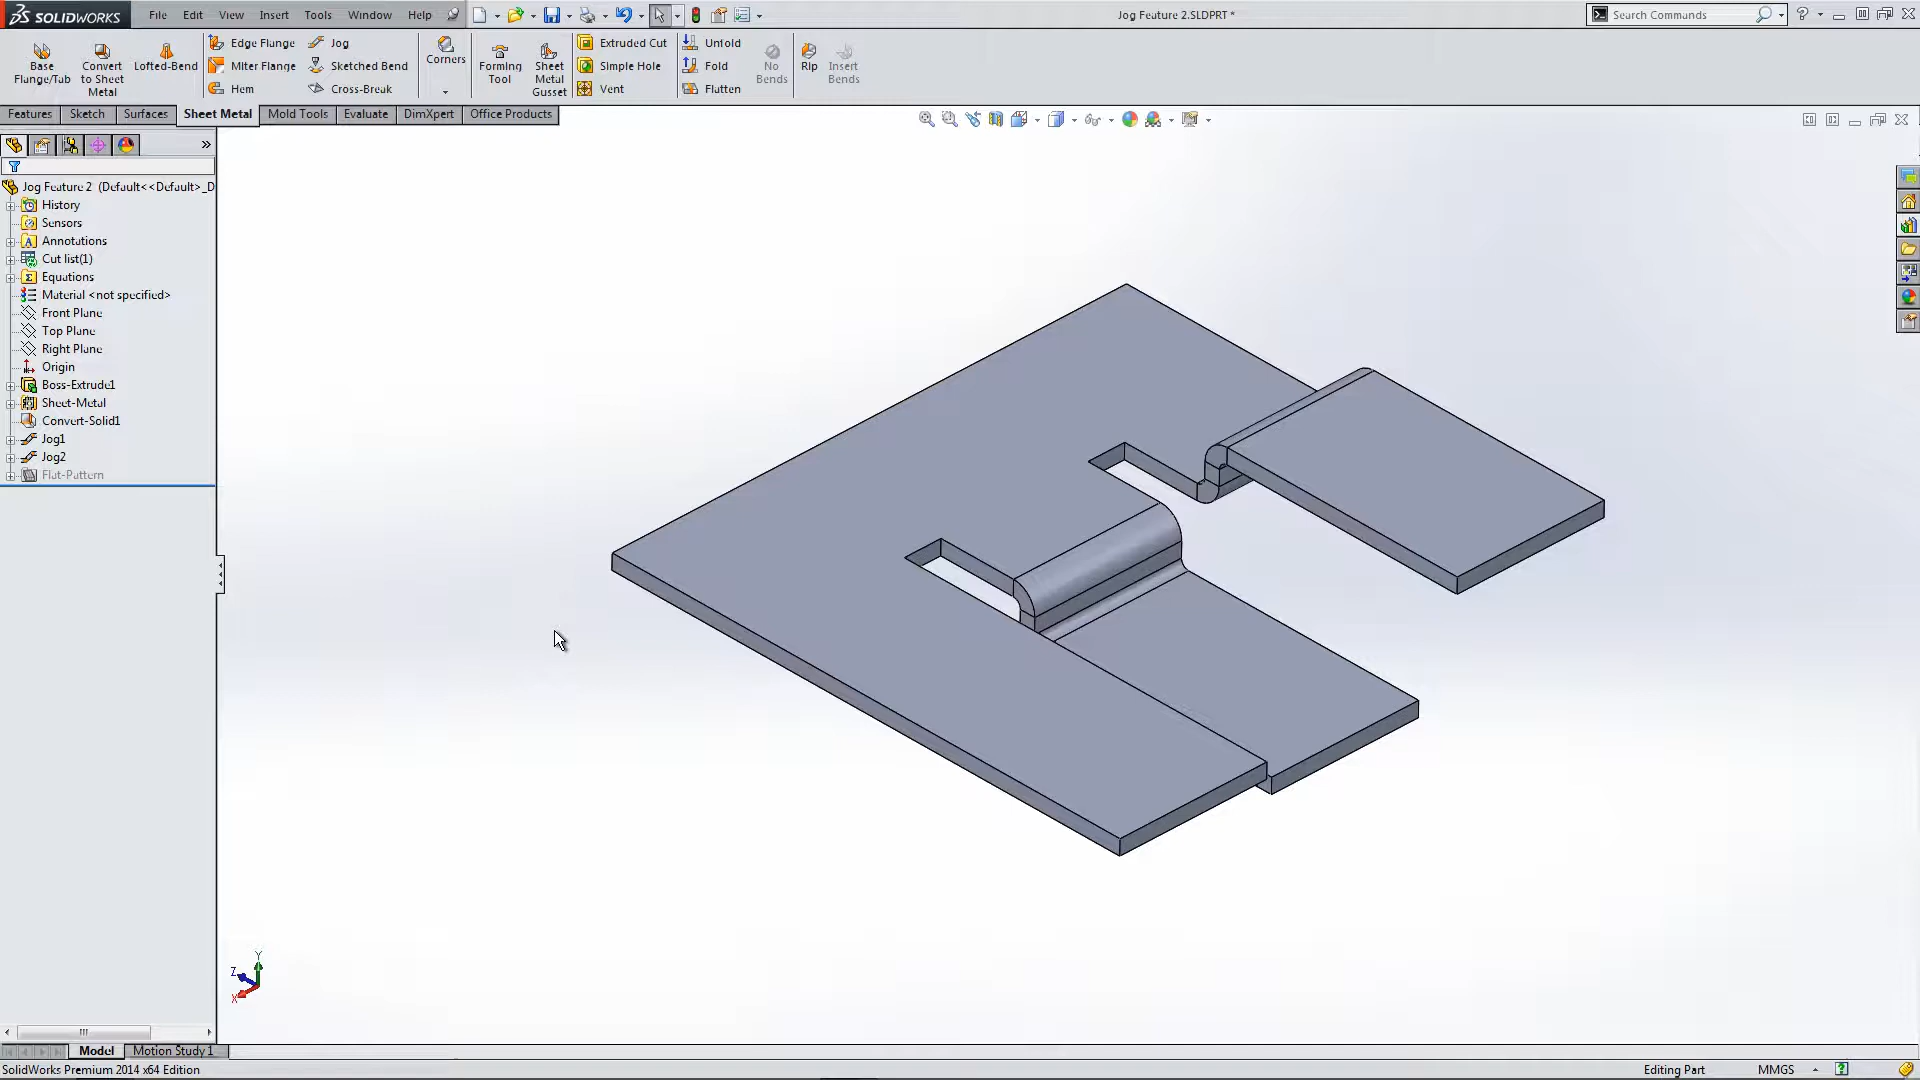 SOLIDWORKS File Edit View Insert Tools Window Help Jog Feature 2.SLDPRT * Search Commands
Base Flange/Tab
Convert to Sheet Metal
Lofted-Bend
Edge Flange
Miter Flange
Hem
Jog
Sketched Bend
Cross-Break
Corners
Forming Tool
Sheet Metal Gusset
Extruded Cut
Simple Hole
Vent
Unfold
Fold
Flatten
No Bends
Rip
Insert Bends
Features Sketch Surfaces Sheet Metal Mold Tools Evaluate DimXpert Office Products
Jog Feature 2 (Default<<Default>_D
History
Sensors
Annotations
Cut list(1)
Equations
Material <not specified>
Front Plane
Top Plane
Right Plane
Origin
Boss-Extrude1
Sheet-Metal
Convert-Solid1
Jog1
Jog2
Flat-Pattern
Y
Z
X
Model Motion Study 1
SolidWorks Premium 2014 x64 Edition Editing Part MMGS